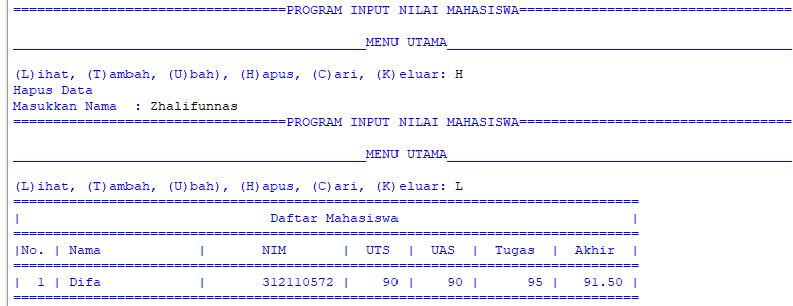 ==================================PROGRAM INPUT NILAI MAHASISWA==================================
____________________________________________MENU UTAMA___________________________________________
(L)ihat, (T)ambah, (U)bah), (H)apus, (C)ari, (K)eluar: H
Hapus Data
Masukkan Nama  : Zhalifunnas
==================================PROGRAM INPUT NILAI MAHASISWA==================================
____________________________________________MENU UTAMA___________________________________________
(L)ihat, (T)ambah, (U)bah), (H)apus, (C)ari, (K)eluar: L
==============================================================================
|                               Daftar Mahasiswa                             |
==============================================================================
|No. | Nama            |       NIM       |  UTS  |  UAS  |  Tugas  |  Akhir  |
==============================================================================
|  1 | Difa            |       312110572 |    90 |    90 |      95 |   91.50 |
==============================================================================